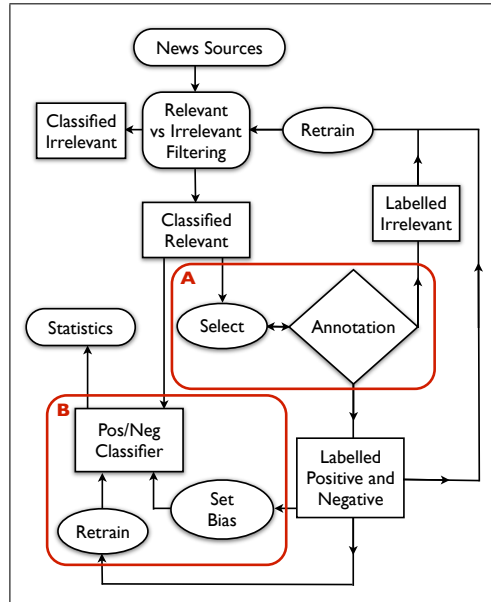 News Sources
Classified
Irrelevant
Relevant
vs Irrelevant
Filtering
Retrain
Classified
Relevant
Labelled
Irrelevant
A
Select
Annotation
Statistics
B
Pos/Neg
Classifier
Set
Bias
Labelled
Positive and
Negative
Retrain